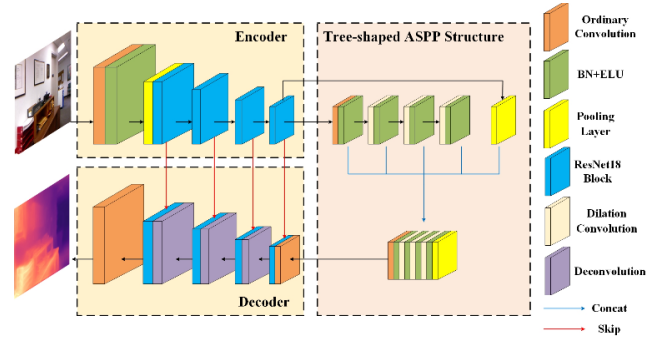 Encoder
Tree-shaped ASPP Structure
Decoder
Ordinary
Convolution
BN+ELU
Pooling
Layer
ResNet18
Block
Dilation
Convolution
Deconvolution
Concat
Skip